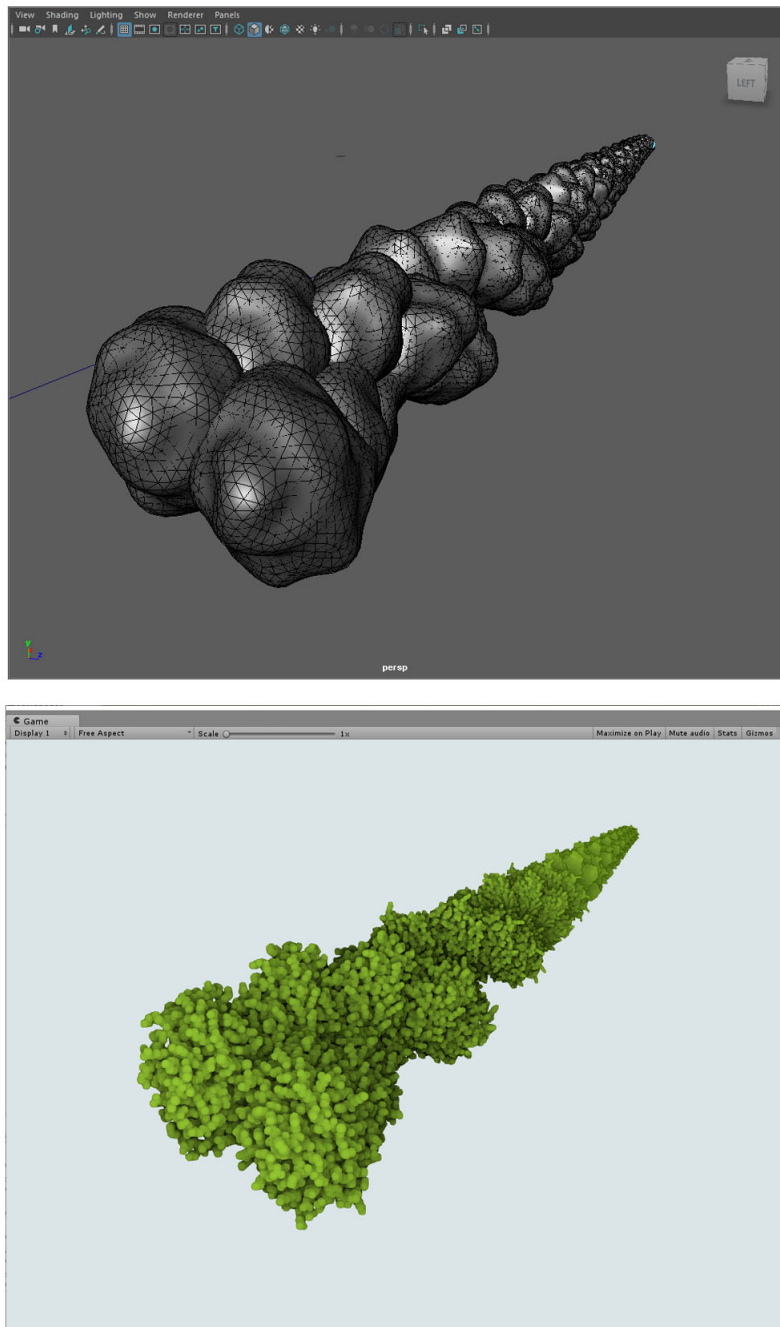 View Shading Lighting Show Renderer Panels
LEFT
y
z
persp
Game
Display 1 Free Aspect Scale 1x Maximize on Play Mute audio Stats Gizmos